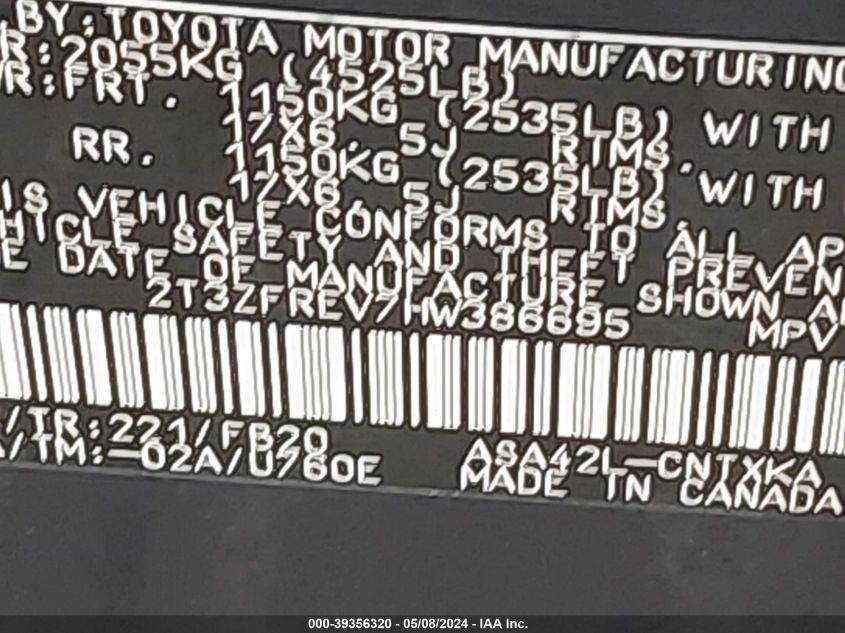 BY:TOYOTA MOTOR MANUFACTURING
R:2055KG (4525LB)
R:FRT. 1150KG (2535LB) WITH
17X6.5J RIMS.
RR. 1150KG (2535LB) WITH
17X6.5J RIMS.
IS VEHICLE CONFORMS TO ALL AP
HICLE SAFETY AND THEFT PREVEN
E DATE OF MANUFACTURE SHOWN A
2T3ZFREV7HW386695 MPV
/TR:221/FB20 ASA42L-CNTXKA
/TM:-02A/U760E MADE IN CANADA
000-39356320 - 05/08/2024 - IAA Inc.